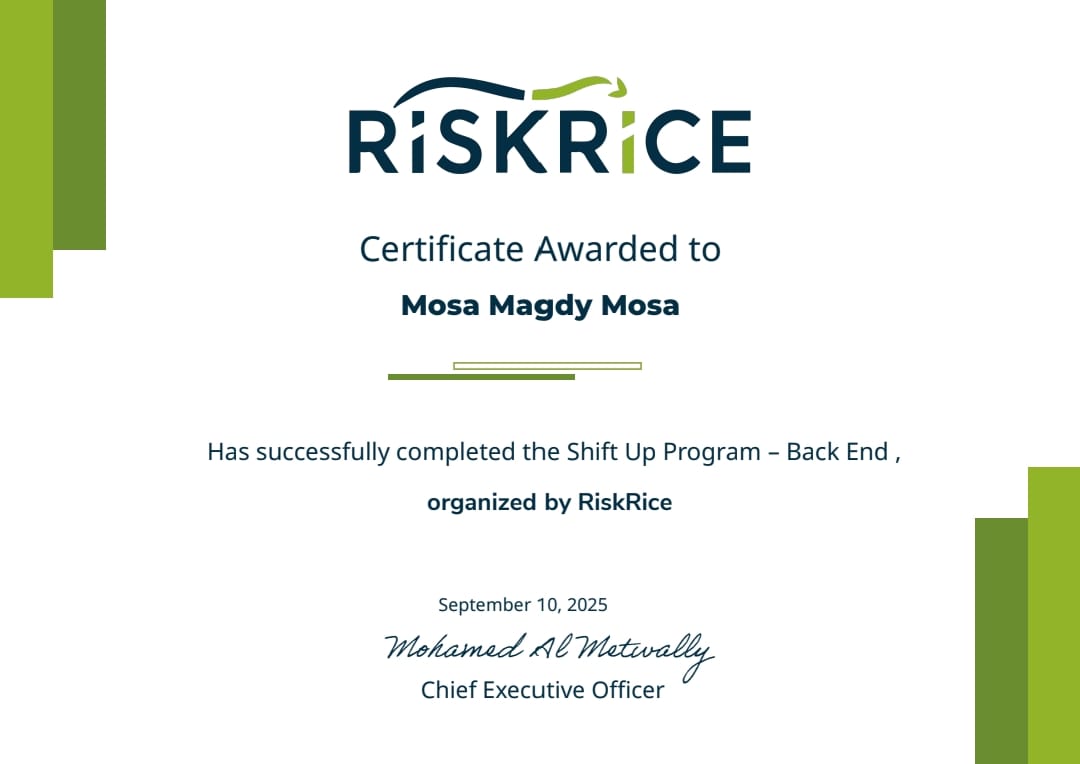 RiSKRiCE
Certificate Awarded to
Mosa Magdy Mosa
Has successfully completed the Shift Up Program – Back End ,
organized by RiskRice
September 10, 2025
Mohamed Al Metwally
Chief Executive Officer